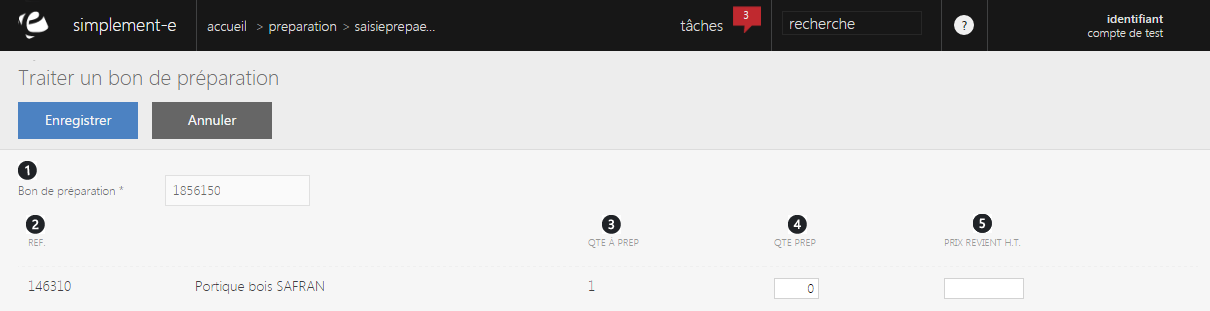 simplement-e accueil > preparation > saisieprepae... tâches 3 recherche ? identifiant
compte de test
Traiter un bon de préparation
Enregistrer Annuler
1
Bon de préparation * 1856150
2 3 4 5
REF. QTE À PREP QTE PREP PRIX REVIENT H.T.
146310 Portique bois SAFRAN 1 0